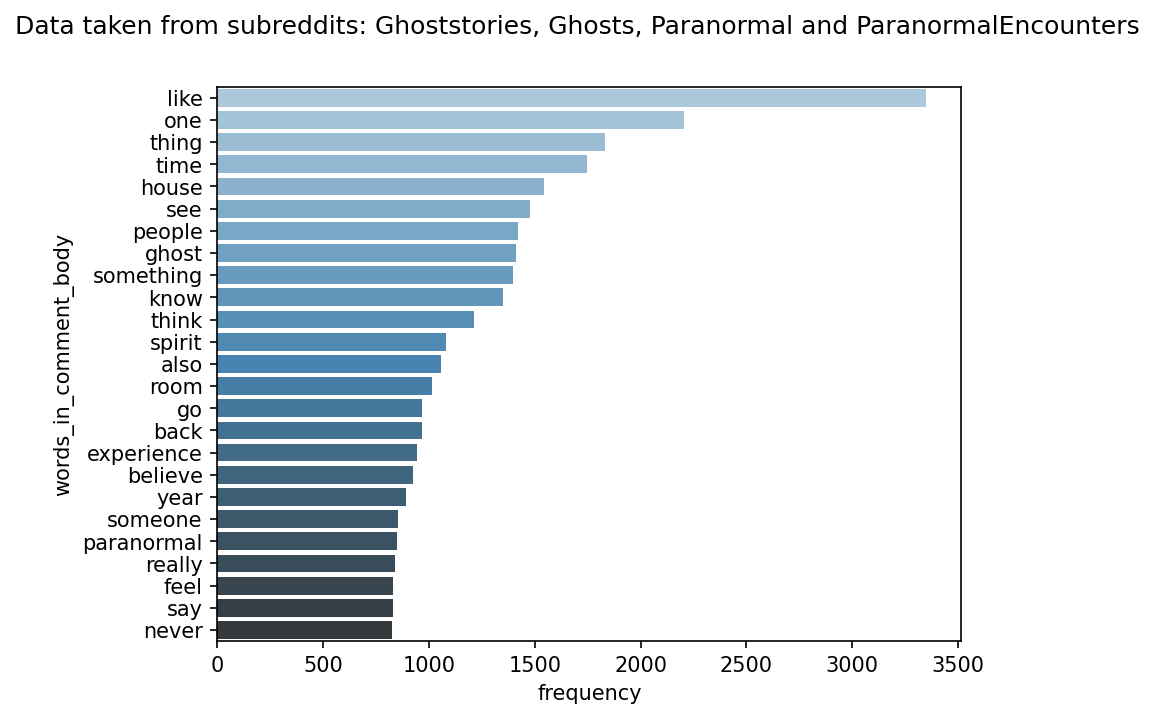 Data taken from subreddits: Ghoststories, Ghosts, Paranormal and ParanormalEncounters
words_in_comment_body
like
one
thing
time
house
see
people
ghost
something
know
think
spirit
also
room
go
back
experience
believe
year
someone
paranormal
really
feel
say
never
0 500 1000 1500 2000 2500 3000 3500
frequency